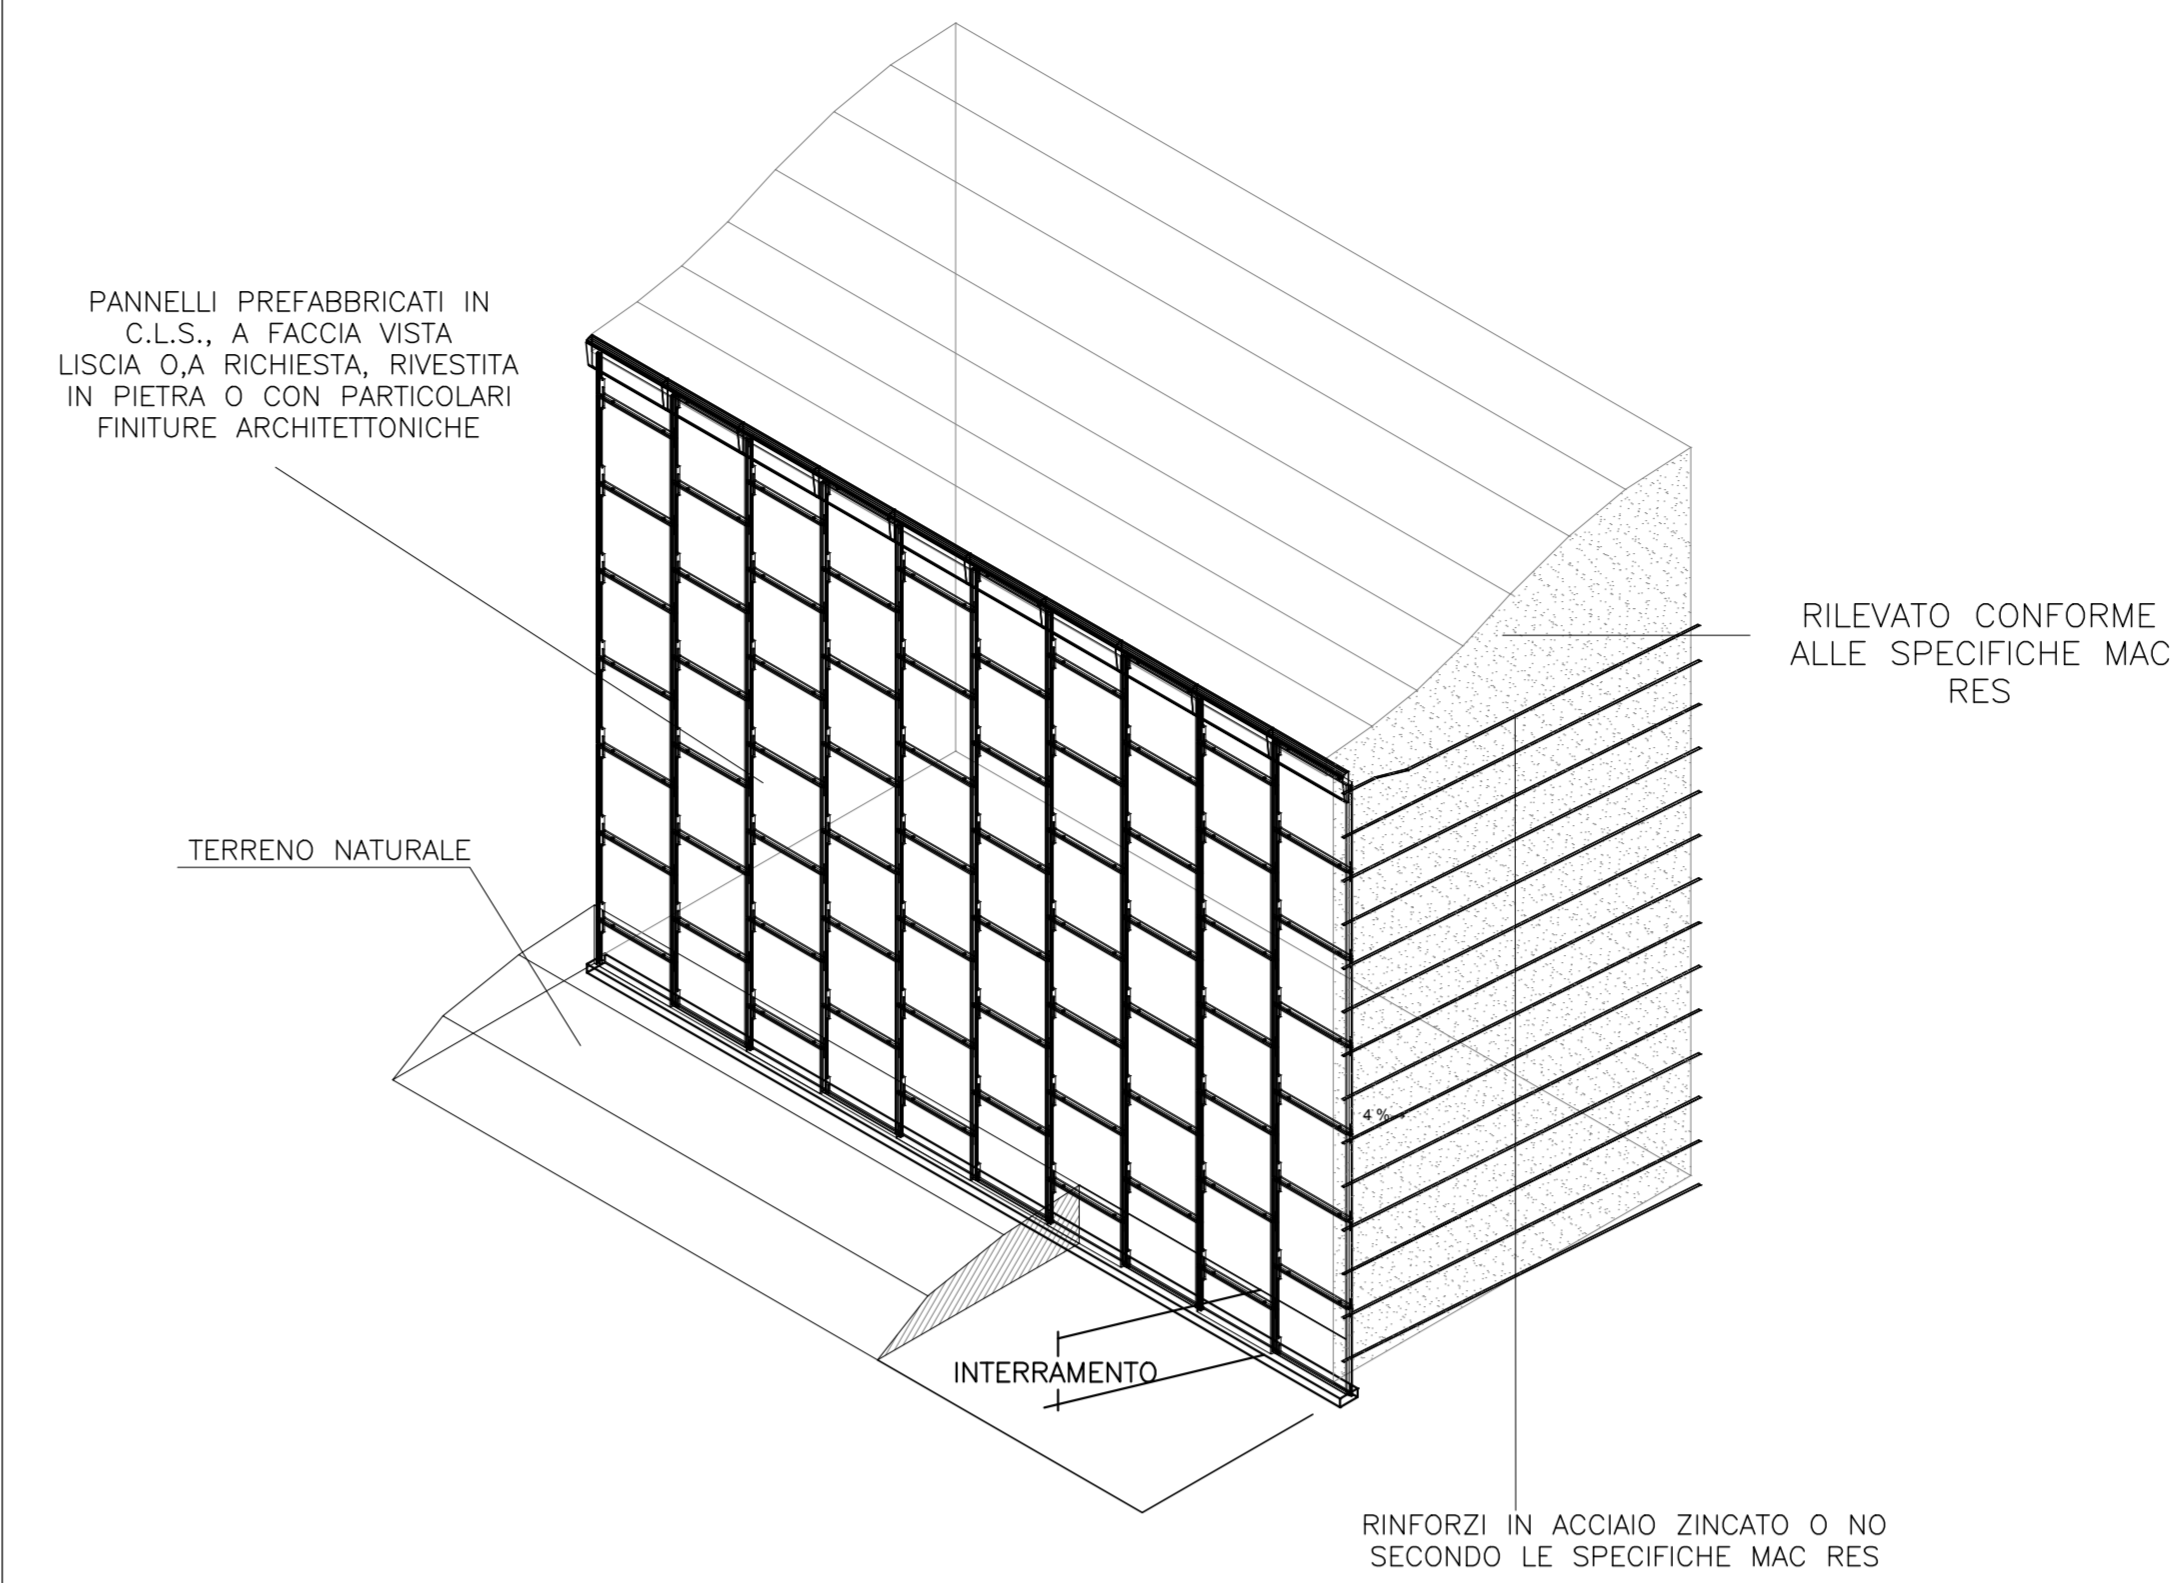 PANNELLI PREFABBRICATI IN
C.L.S., A FACCIA VISTA
LISCIA O,A RICHIESTA, RIVESTITA
IN PIETRA O CON PARTICOLARI
FINITURE ARCHITETTONICHE
RILEVATO CONFORME
ALLE SPECIFICHE MAC
RES
TERRENO NATURALE
4 %
INTERRAMENTO
RINFORZI IN ACCIAIO ZINCATO O NO
SECONDO LE SPECIFICHE MAC RES